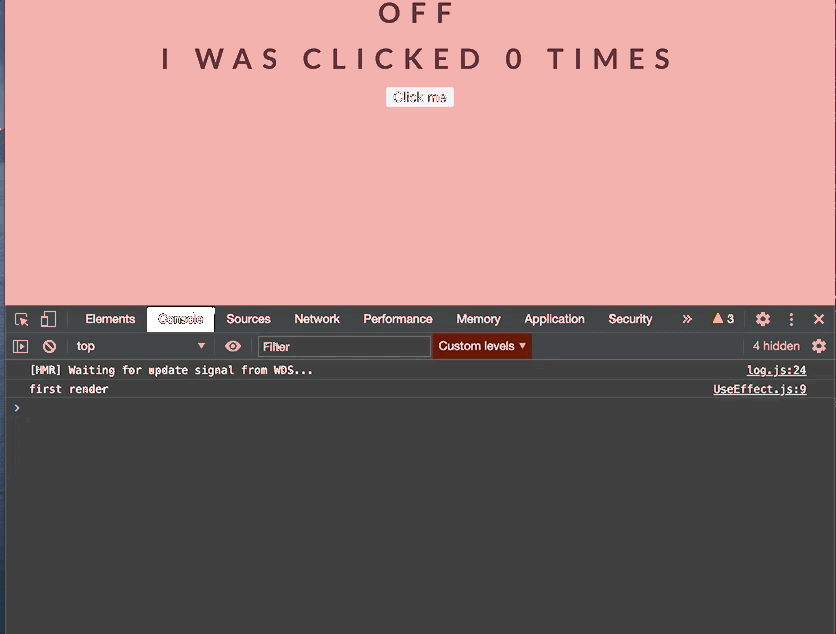 OFF
I WAS CLICKED 0 TIMES
Click me
Elements Console Sources Network Performance Memory Application Security » 3
top Filter Custom levels 4 hidden
[HMR] Waiting for update signal from WDS... log.js:24
first render UseEffect.js:9